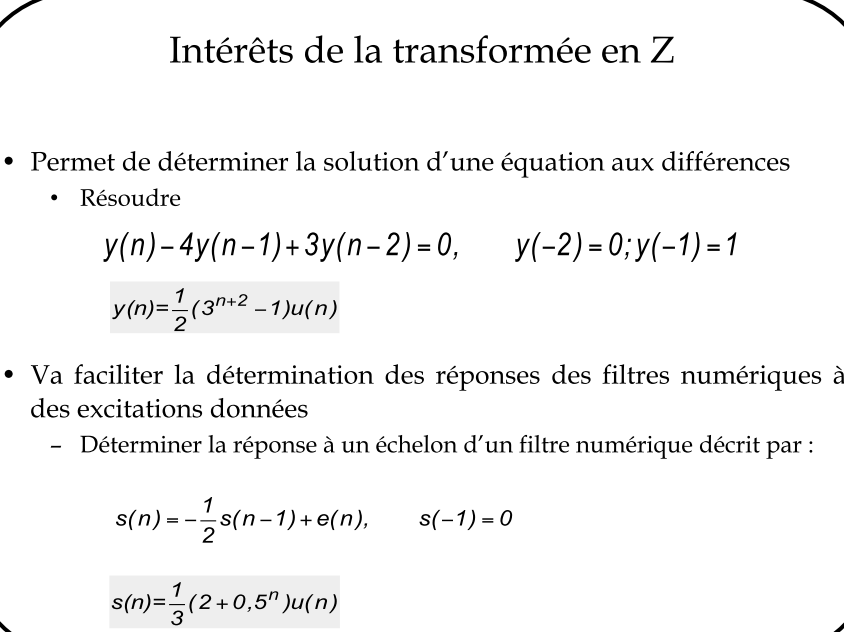 Intérêts de la transformée en Z
• Permet de déterminer la solution d’une équation aux différences
• Résoudre
y(n) – 4y(n – 1) + 3y(n – 2) = 0, y(–2) = 0; y(–1) = 1
y(n)=1/2(3^{n+2} – 1)u(n)
• Va faciliter la détermination des réponses des filtres numériques à
des excitations données
– Déterminer la réponse à un échelon d’un filtre numérique décrit par :
s(n) = –1/2 s(n – 1) + e(n), s(–1) = 0
s(n)=1/3(2 + 0,5^n)u(n)